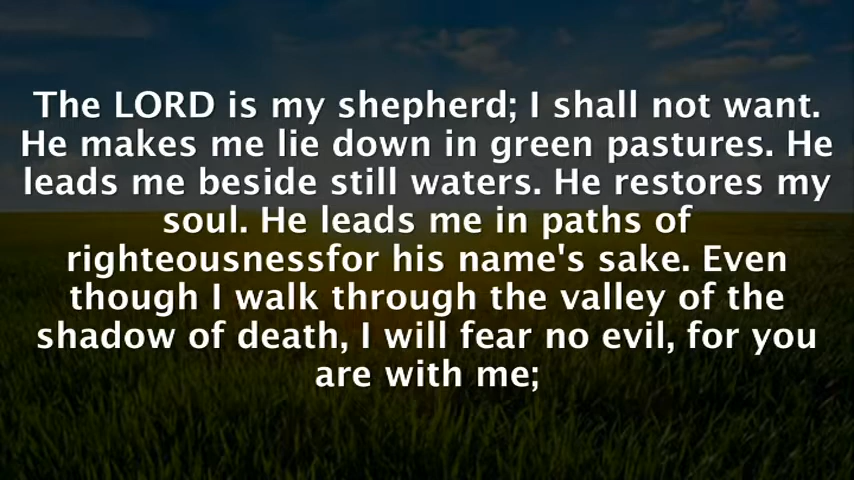 The LORD is my shepherd; I shall not want.
He makes me lie down in green pastures. He
leads me beside still waters. He restores my
soul. He leads me in paths of
righteousnessfor his name's sake. Even
though I walk through the valley of the
shadow of death, I will fear no evil, for you
are with me;